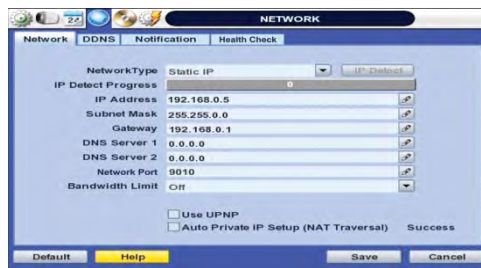 24
NETWORK
Network DDNS Notification Health Check
NetworkType Static IP IP Detect
IP Detect Progress 0
IP Address 192.168.0.5
Subnet Mask 255.255.0.0
Gateway 192.168.0.1
DNS Server 1 0.0.0.0
DNS Server 2 0.0.0.0
Network Port 9010
Bandwidth Limit Off
Use UPNP
Auto Private IP Setup (NAT Traversal) Success
Default Help Save Cancel